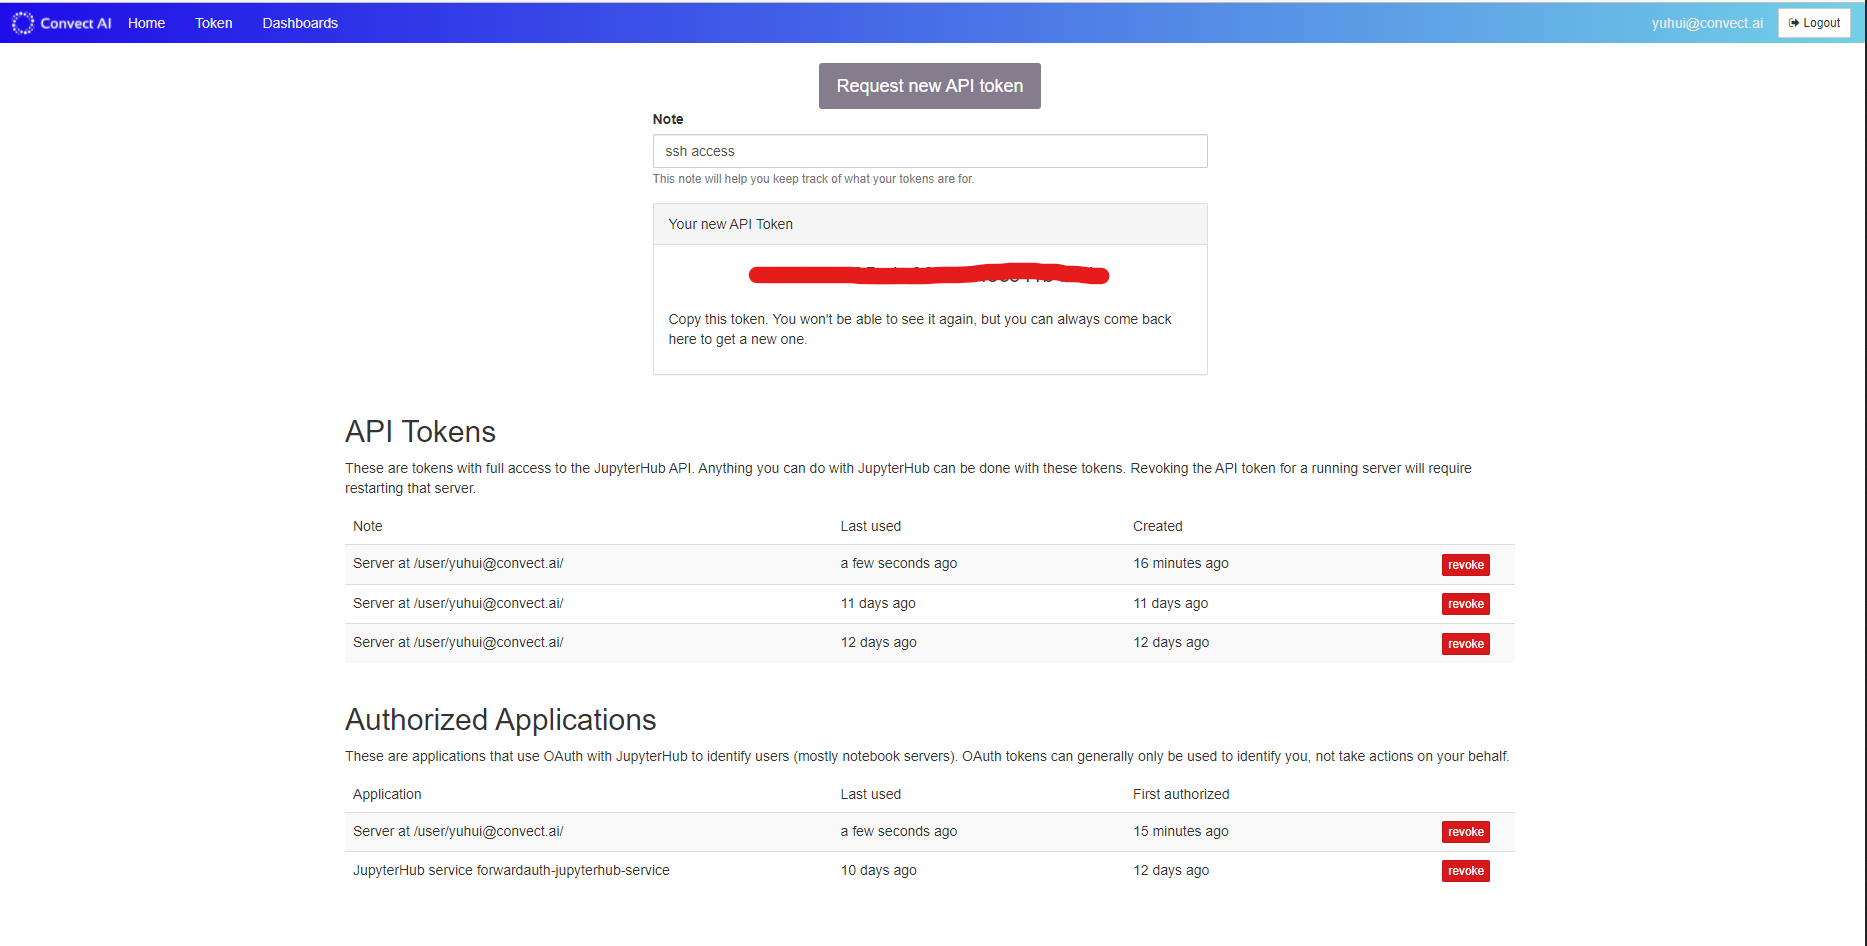 Convect AI Home Token Dashboards yuhui@convect.ai Logout
Request new API token
Note
ssh access
This note will help you keep track of what your tokens are for.
Your new API Token
Copy this token. You won't be able to see it again, but you can always come back
here to get a new one.
API Tokens
These are tokens with full access to the JupyterHub API. Anything you can do with JupyterHub can be done with these tokens. Revoking the API token for a running server will require
restarting that server.
Note Last used Created
Server at /user/yuhui@convect.ai/ a few seconds ago 16 minutes ago revoke
Server at /user/yuhui@convect.ai/ 11 days ago 11 days ago revoke
Server at /user/yuhui@convect.ai/ 12 days ago 12 days ago revoke
Authorized Applications
These are applications that use OAuth with JupyterHub to identify users (mostly notebook servers). OAuth tokens can generally only be used to identify you, not take actions on your behalf.
Application Last used First authorized
Server at /user/yuhui@convect.ai/ a few seconds ago 15 minutes ago revoke
JupyterHub service forwardauth-jupyterhub-service 10 days ago 12 days ago revoke